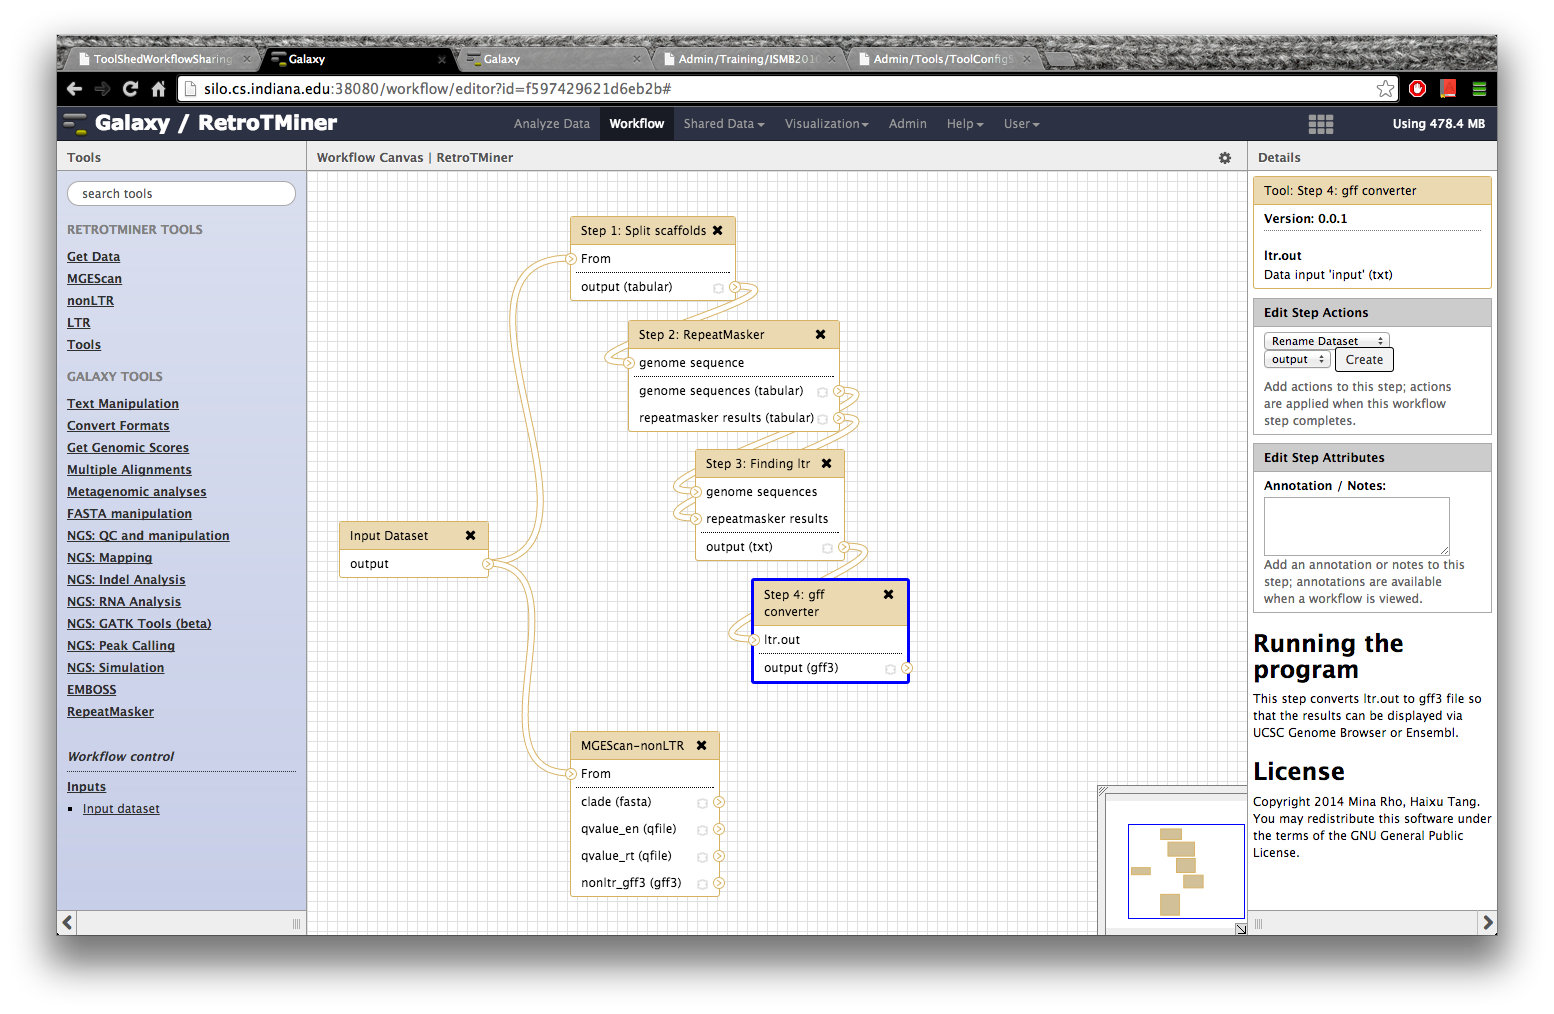 ToolShedWorkflowSharing
Galaxy
Galaxy
Admin/Training/ISMB2010
Admin/Tools/ToolConfigS
silo.cs.indiana.edu:38080/workflow/editor?id=f597429621d6eb2b#
Galaxy / RetroTMiner
Analyze Data
Workflow
Shared Data
Visualization
Admin
Help
User
Using 478.4 MB
Tools
search tools
RETROTMINER TOOLS
Get Data
MGEScan
nonLTR
LTR
Tools
GALAXY TOOLS
Text Manipulation
Convert Formats
Get Genomic Scores
Multiple Alignments
Metagenomic analyses
FASTA manipulation
NGS: QC and manipulation
NGS: Mapping
NGS: Indel Analysis
NGS: RNA Analysis
NGS: GATK Tools (beta)
NGS: Peak Calling
NGS: Simulation
EMBOSS
RepeatMasker
Workflow control
Inputs
Input dataset
Workflow Canvas | RetroTMiner
Input Dataset
output
Step 1: Split scaffolds
From
output (tabular)
Step 2: RepeatMasker
genome sequence
genome sequences (tabular)
repeatmasker results (tabular)
Step 3: Finding ltr
genome sequences
repeatmasker results
output (txt)
Step 4: gff
converter
ltr.out
output (gff3)
MGEScan-nonLTR
From
clade (fasta)
qvalue_en (qfile)
qvalue_rt (qfile)
nonltr_gff3 (gff3)
Details
Tool: Step 4: gff converter
Version: 0.0.1
ltr.out
Data input 'input' (txt)
Edit Step Actions
Rename Dataset
output
Create
Add actions to this step; actions
are applied when this workflow
step completes.
Edit Step Attributes
Annotation / Notes:
Add an annotation or notes to this
step; annotations are available
when a workflow is viewed.
Running the
program
This step converts ltr.out to gff3 file so
that the results can be displayed via
UCSC Genome Browser or Ensembl.
License
Copyright 2014 Mina Rho, Haixu Tang.
You may redistribute this software under
the terms of the GNU General Public
License.